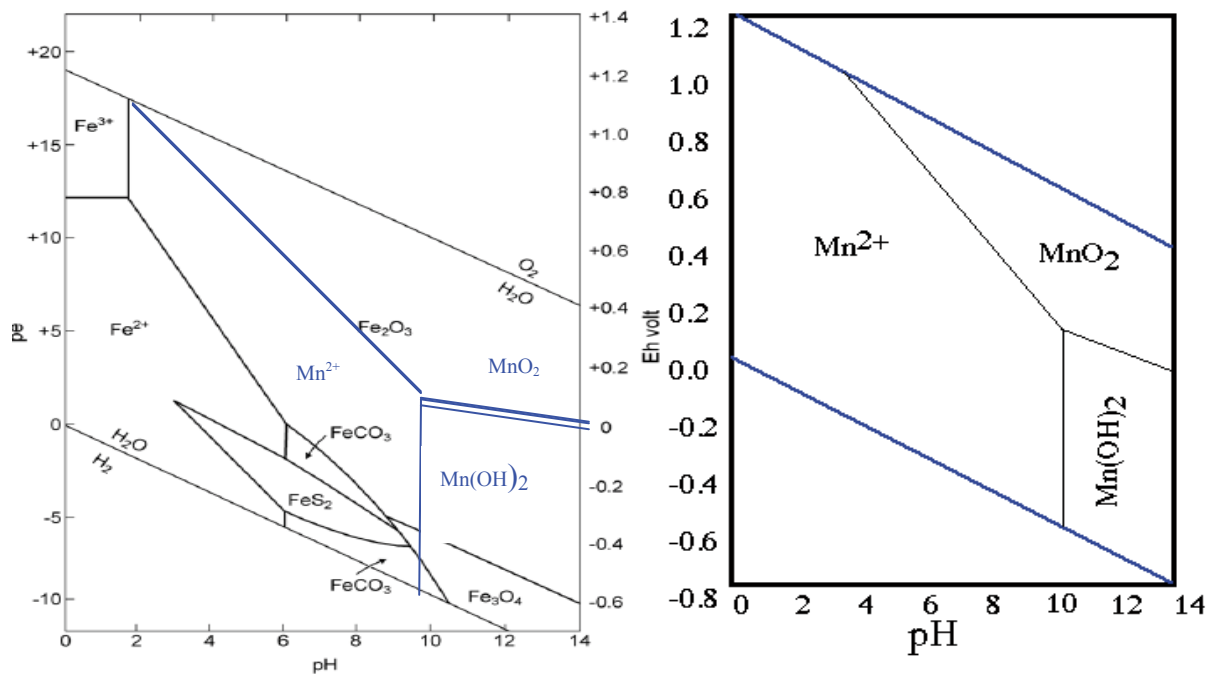 +1.4
+20
+1.2
Fe³⁺
+1.0
+15
+0.8
+10
+0.6
O₂
H₂O
+0.4
pe
+5
Fe²⁺
Fe₂O₃
Mn²⁺
MnO₂
+0.2
0
FeCO₃
0
H₂O
H₂
Mn(OH)₂
FeS₂
-0.2
-5
-0.4
FeCO₃
Fe₃O₄
-10
-0.6
0 2 4 6 8 10 12 14
pH
1.2
1.0
0.8
0.6
Mn2+
MnO2
0.4
Eh volt
0.2
0.0
-0.2
Mn(OH)2
-0.4
-0.6
-0.8
0 2 4 6 8 10 12 14
pH